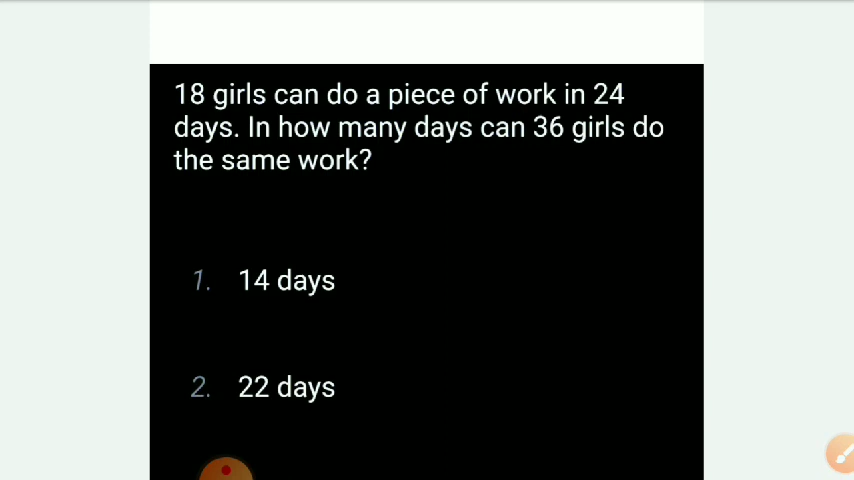 18 girls can do a piece of work in 24
days. In how many days can 36 girls do
the same work?
1. 14 days
2. 22 days